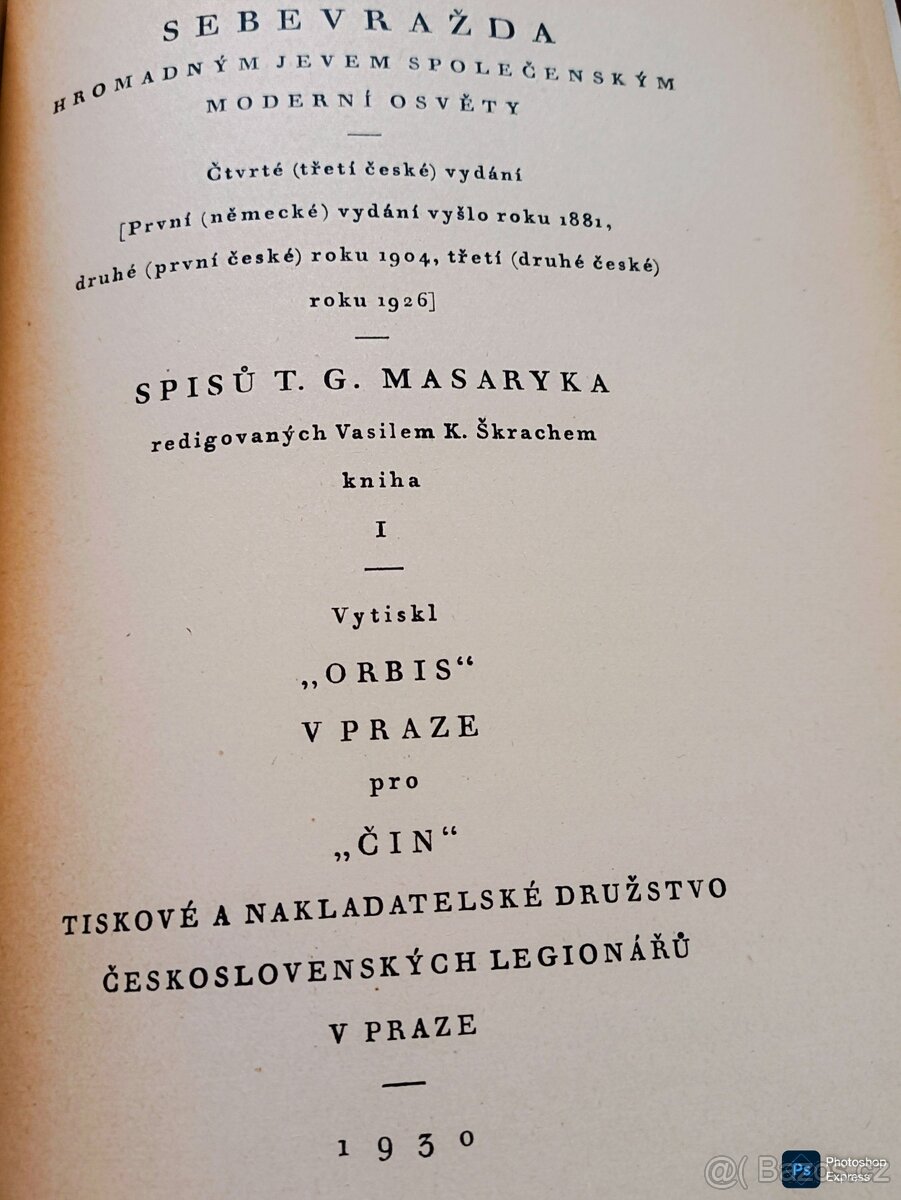 SEBEVRAŽDA
HROMADNÝM JEVEM SPOLEČENSKÝM
MODERNÍ OSVĚTY
Čtvrté (třetí české) vydání
[První (německé) vydání vyšlo roku 1881,
druhé (první české) roku 1904, třetí (druhé české)
roku 1926]
SPISŮ T. G. MASARYKA
redigovaných Vasilem K. Škrachem
kniha
I
Vytiskl
„ORBIS“
V PRAZE
pro
„ČIN“
TISKOVÉ A NAKLADATELSKÉ DRUŽSTVO
ČESKOSLOVENSKÝCH LEGIONÁŘŮ
V PRAZE
1930
Ps Photoshop
Express